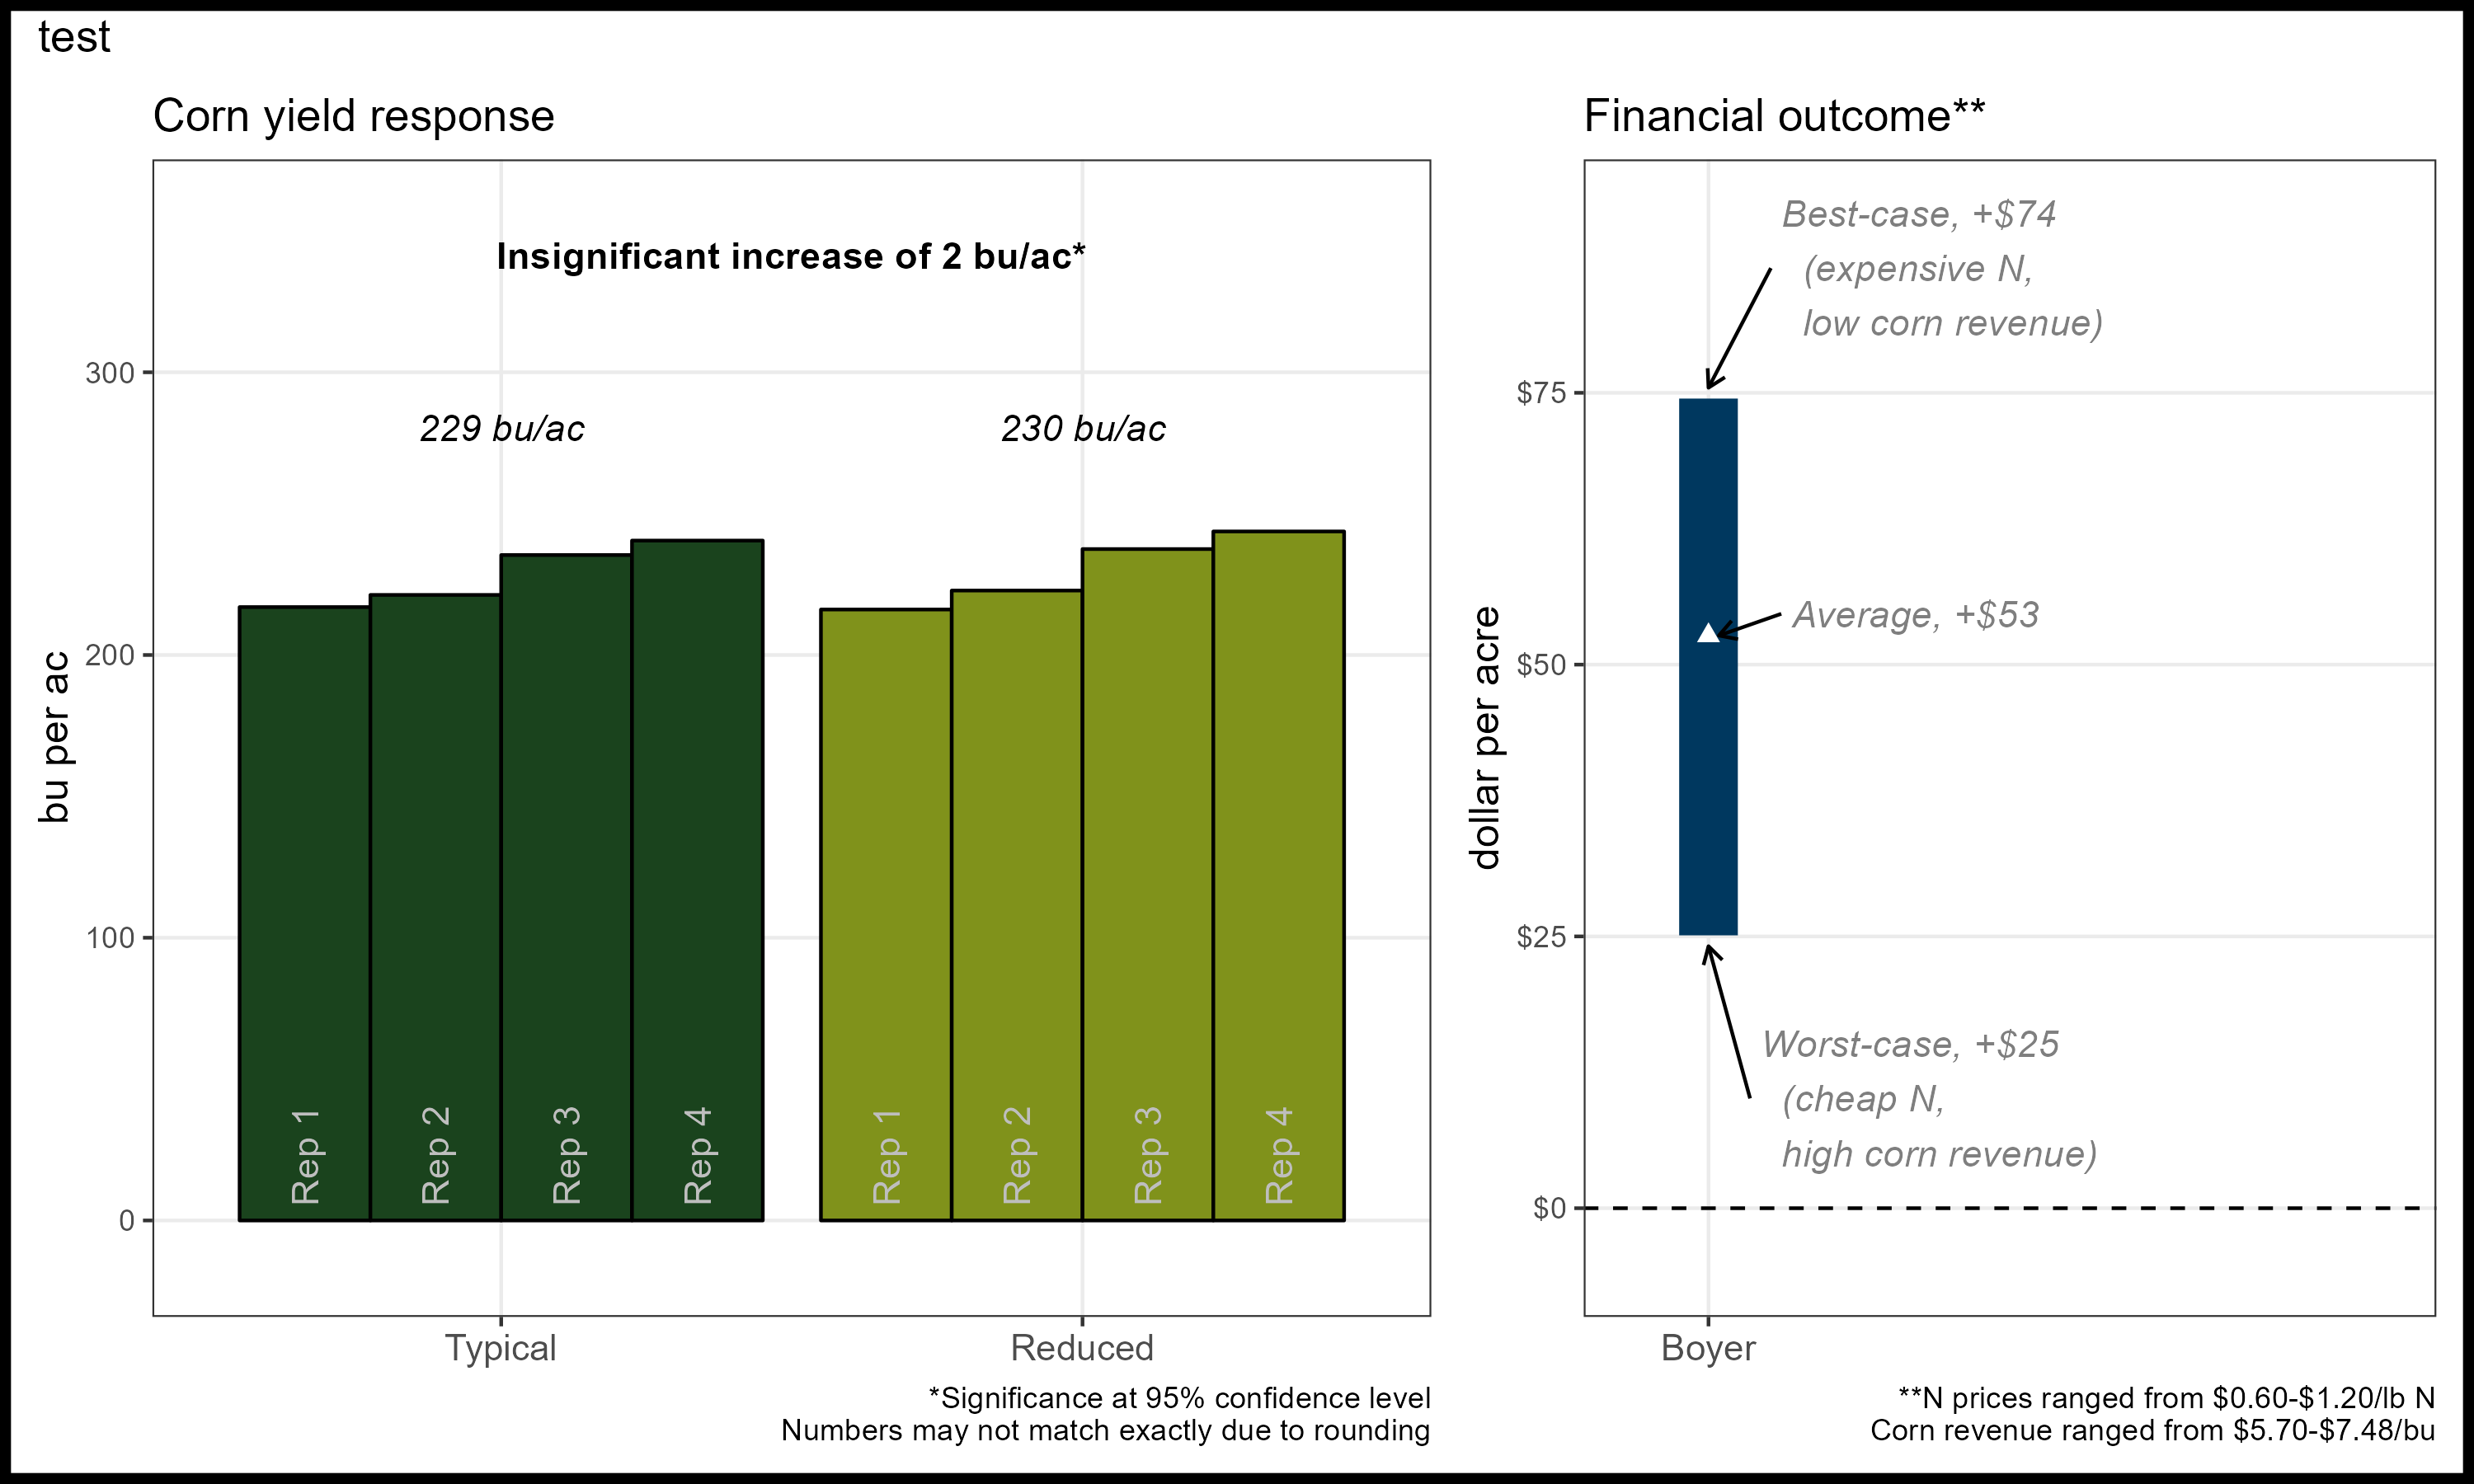 test
Corn yield response
Insignificant increase of 2 bu/ac*
229 bu/ac
230 bu/ac
bu per ac
300
200
100
0
Rep 1
Rep 2
Rep 3
Rep 4
Rep 1
Rep 2
Rep 3
Rep 4
Typical
Reduced
*Significance at 95% confidence level
Numbers may not match exactly due to rounding
Financial outcome**
dollar per acre
$75
$50
$25
$0
Best-case, +$74
(expensive N,
low corn revenue)
Average, +$53
Worst-case, +$25
(cheap N,
high corn revenue)
Boyer
**N prices ranged from $0.60-$1.20/lb N
Corn revenue ranged from $5.70-$7.48/bu